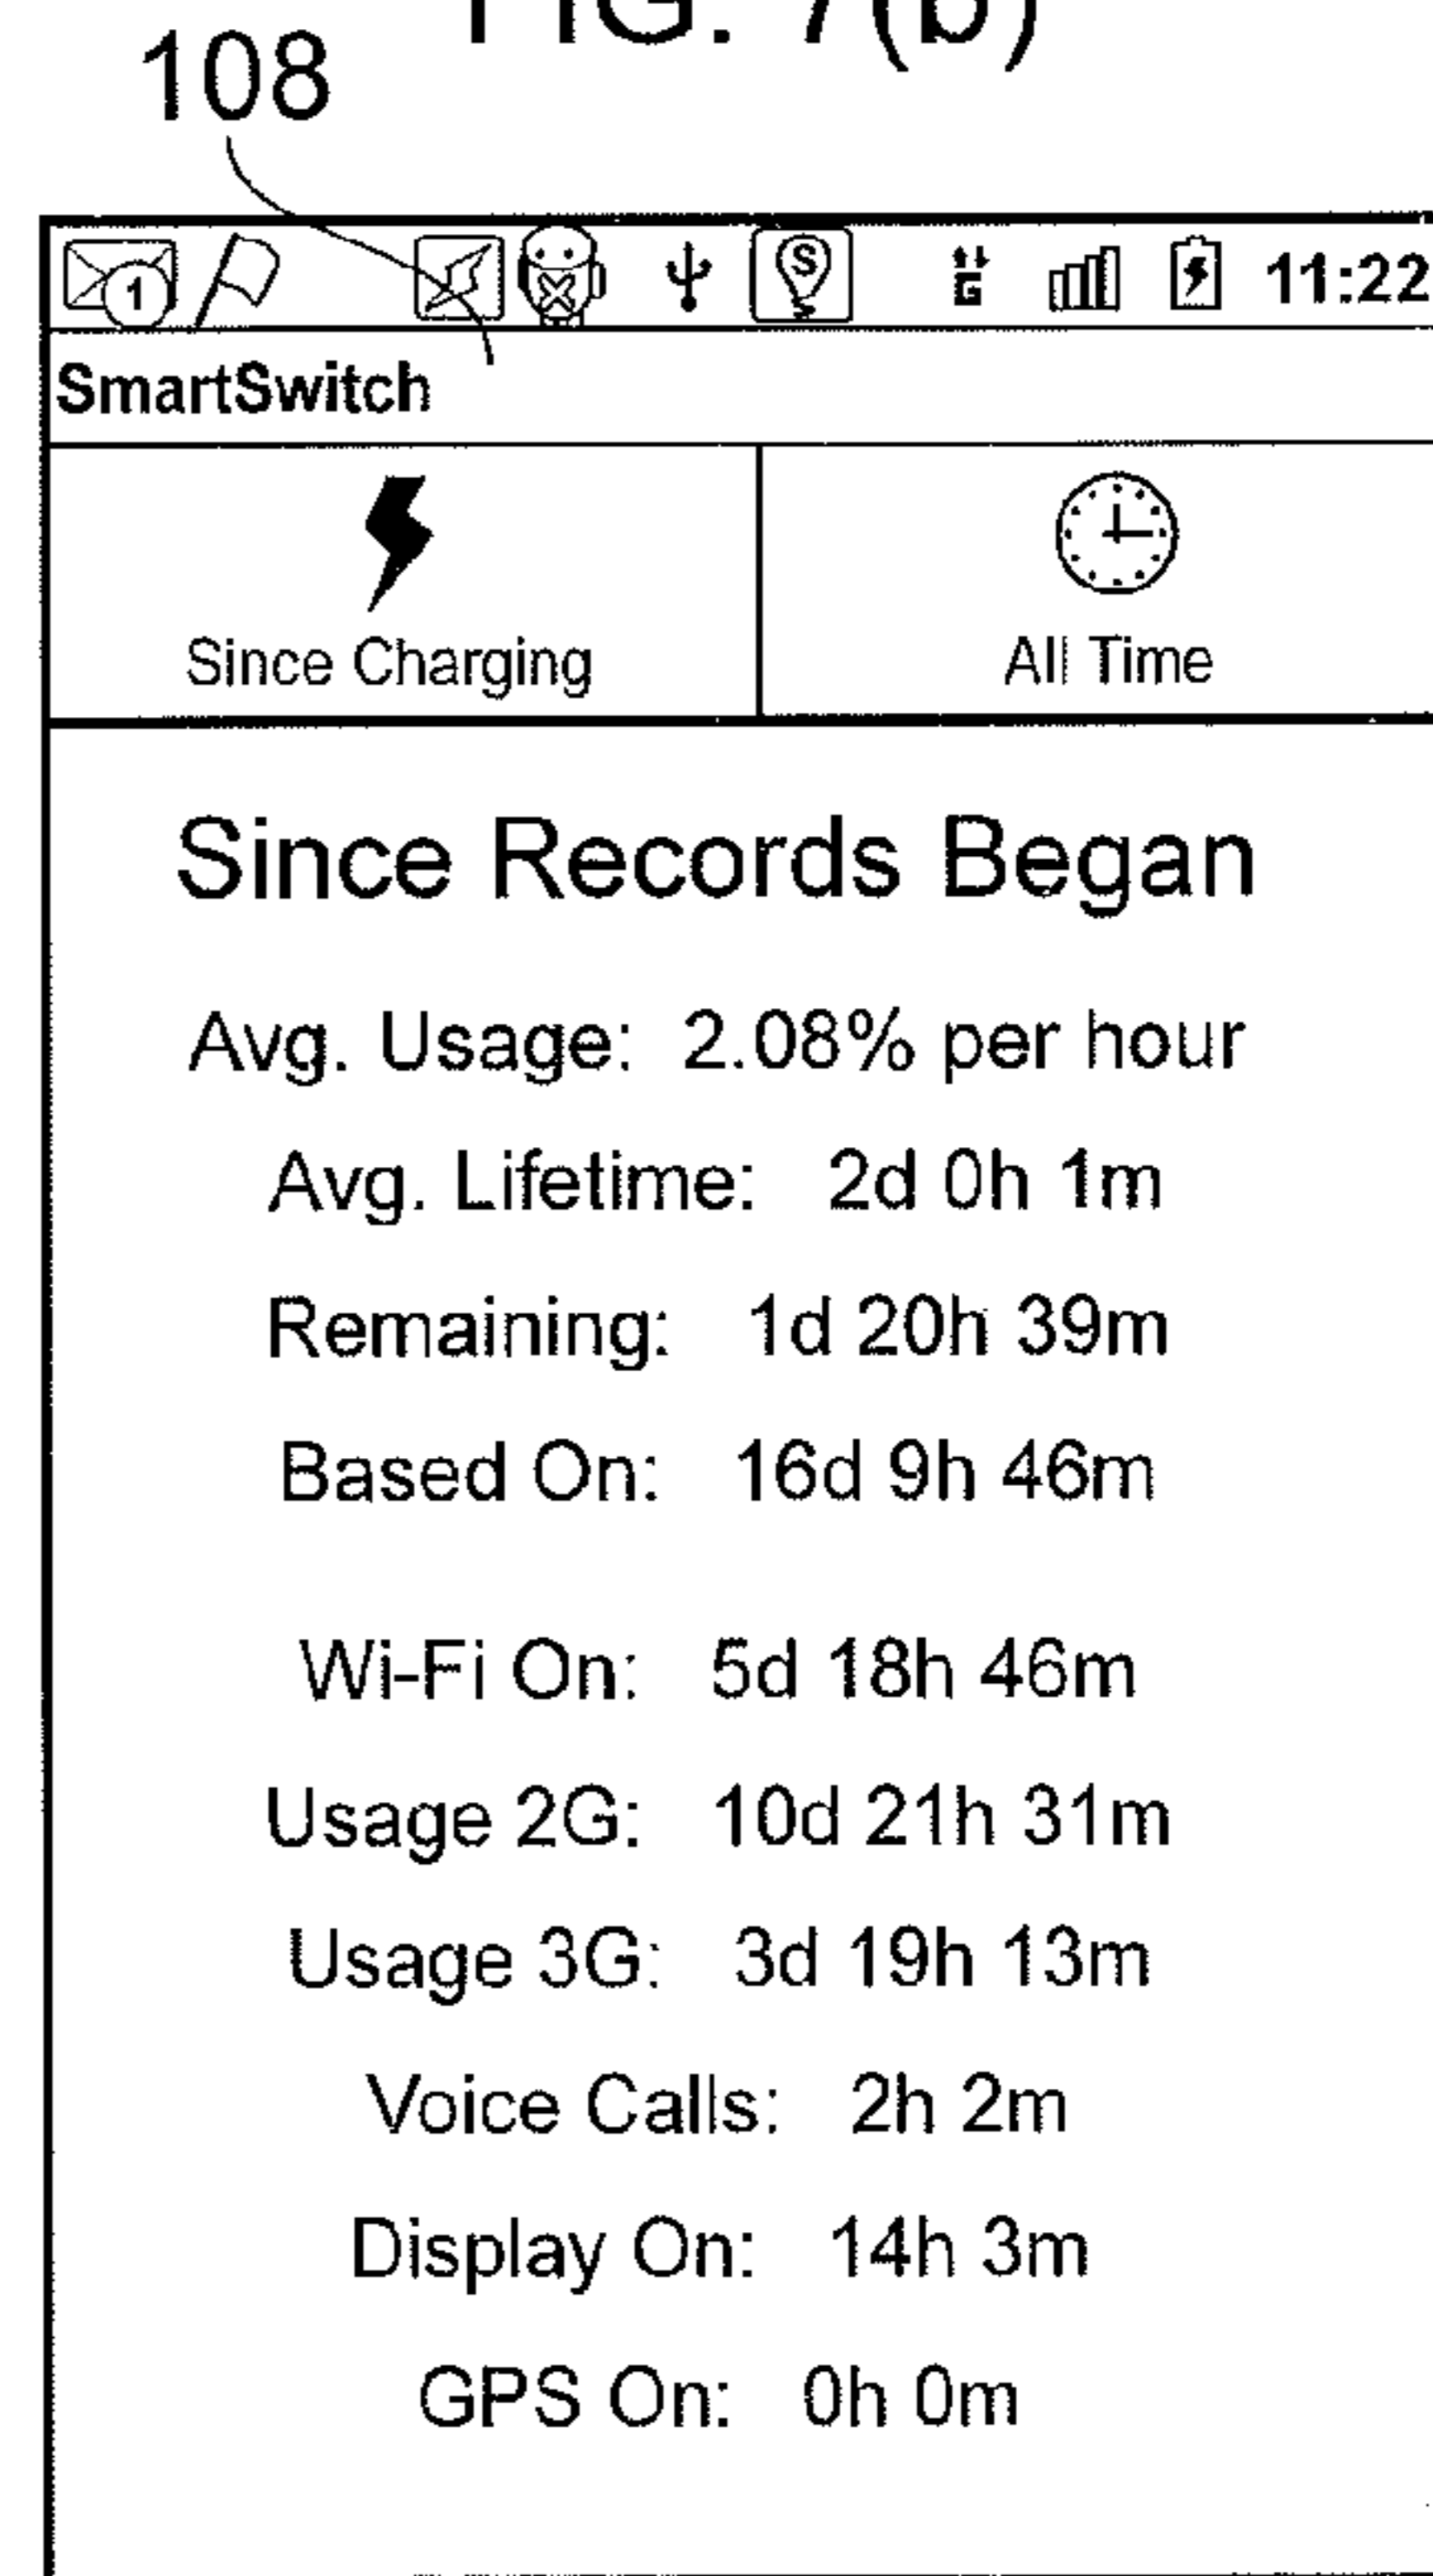 FIG. 7(b)
108
1
S
G
11:22
SmartSwitch
Since Charging
All Time
Since Records Began
Avg. Usage: 2.08% per hour
Avg. Lifetime: 2d 0h 1m
Remaining: 1d 20h 39m
Based On: 16d 9h 46m
Wi-Fi On: 5d 18h 46m
Usage 2G: 10d 21h 31m
Usage 3G: 3d 19h 13m
Voice Calls: 2h 2m
Display On: 14h 3m
GPS On: 0h 0m